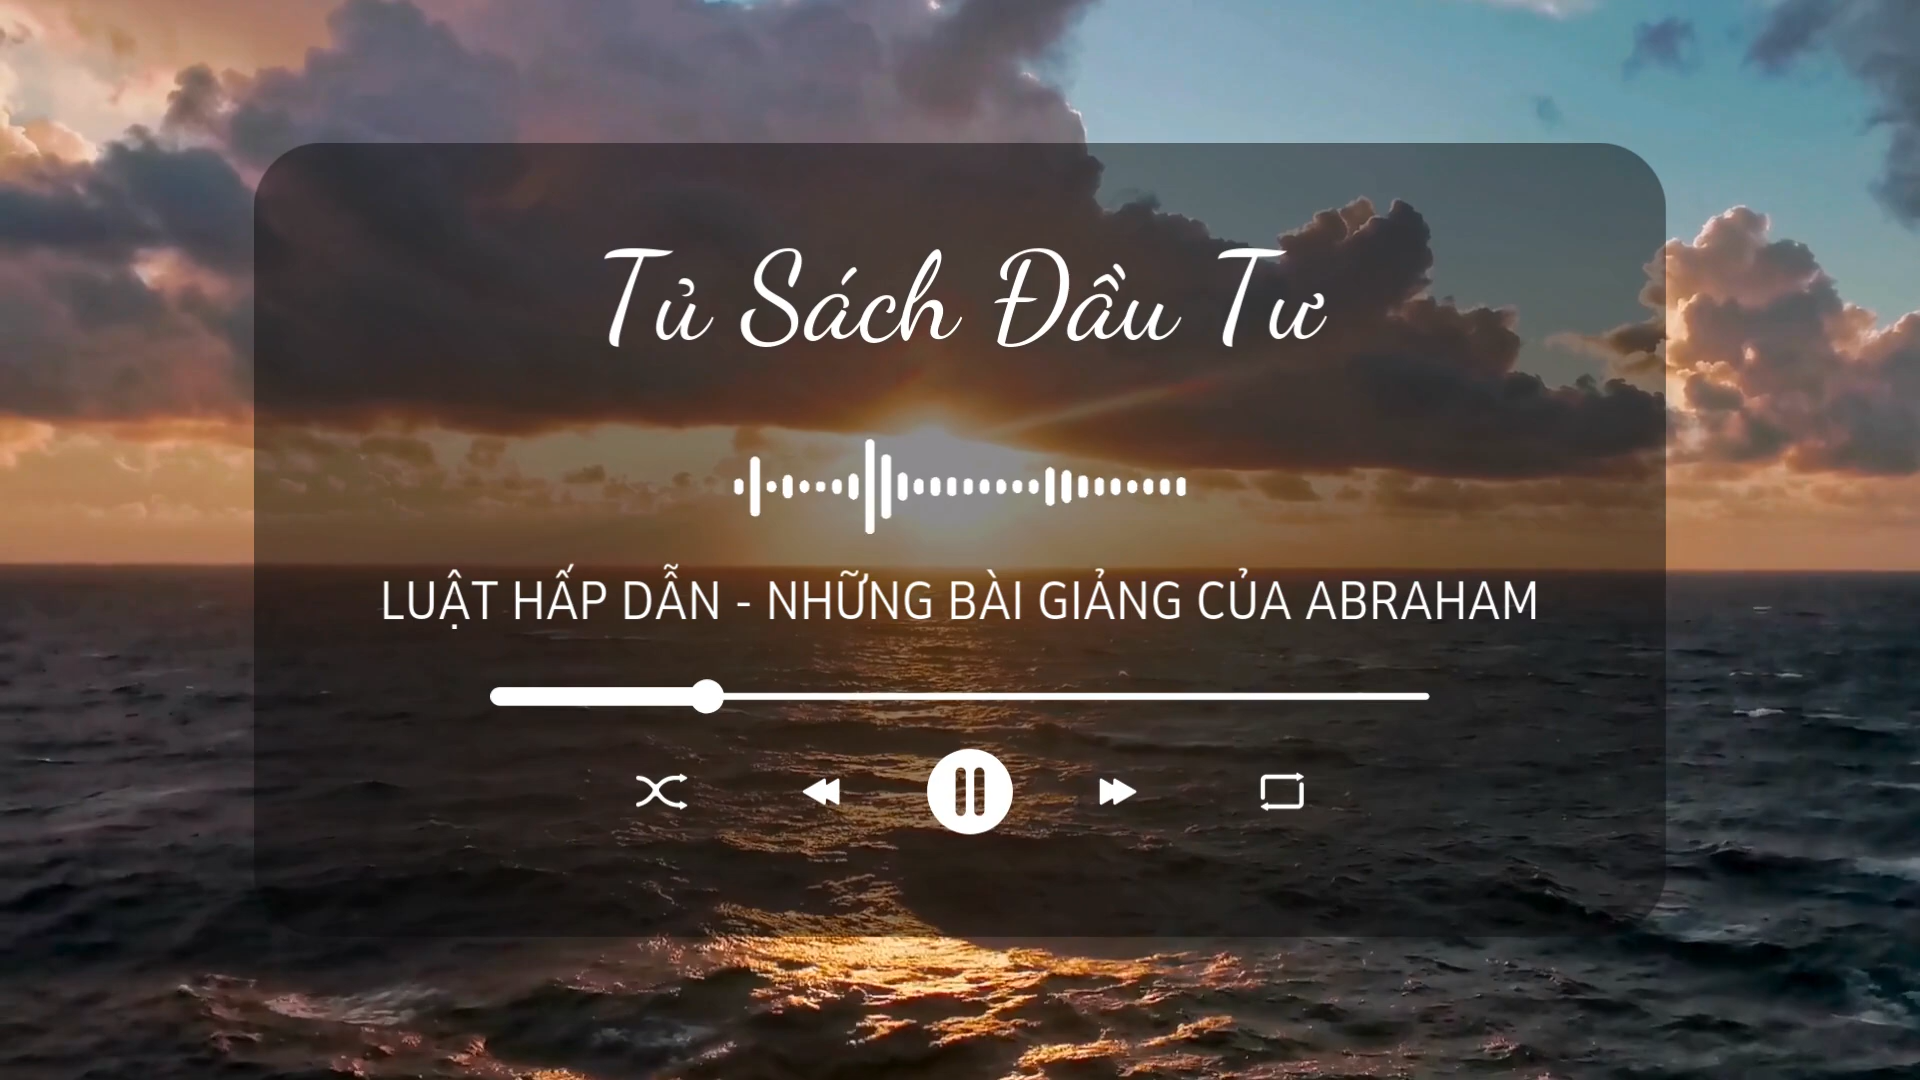 Tủ Sách Đầu Tư
LUẬT HẤP DẪN - NHỮNG BÀI GIẢNG CỦA ABRAHAM